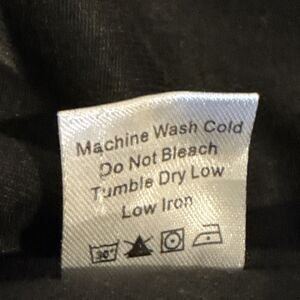 Machine Wash Cold
Do Not Bleach
Tumble Dry Low
Low Iron
30°